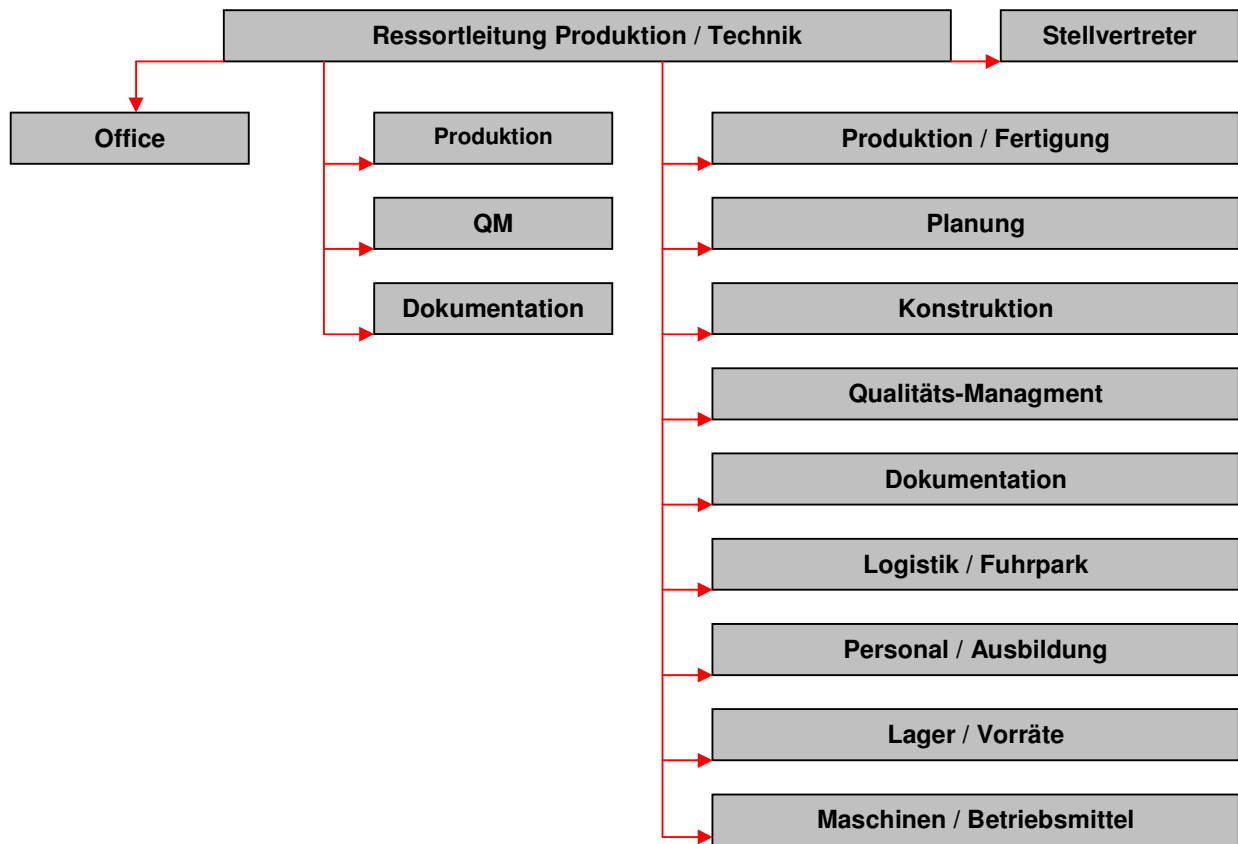 Ressortleitung Produktion / Technik
Stellvertreter
Office
Produktion
Produktion / Fertigung
QM
Planung
Dokumentation
Konstruktion
Qualitäts-Managment
Dokumentation
Logistik / Fuhrpark
Personal / Ausbildung
Lager / Vorräte
Maschinen / Betriebsmittel